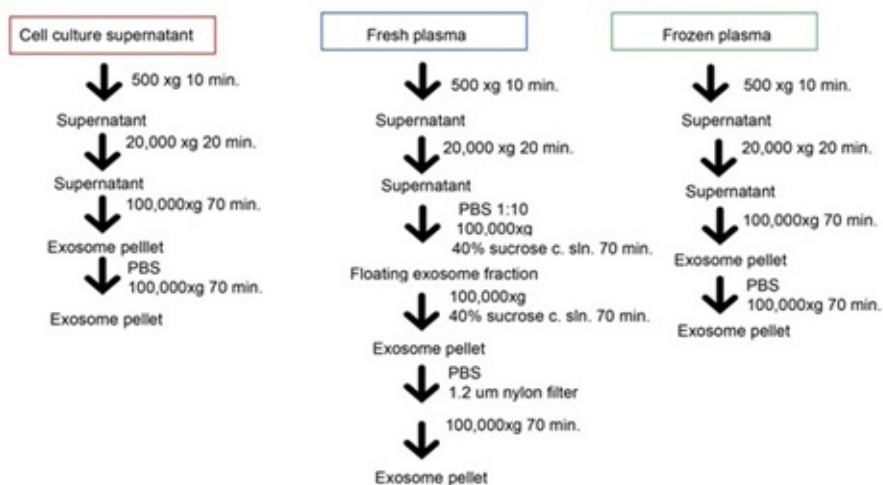 Cell culture supernatant
500 xg 10 min.
Supernatant
20,000 xg 20 min.
Supernatant
100,000xg 70 min.
Exosome pelllet
PBS
100,000xg 70 min.
Exosome pellet
Fresh plasma
500 xg 10 min.
Supernatant
20,000 xg 20 min.
Supernatant
PBS 1:10
100,000xg
40% sucrose c. sln. 70 min.
Floating exosome fraction
100,000xg
40% sucrose c. sln. 70 min.
Exosome pellet
PBS
1.2 um nylon filter
100,000xg 70 min.
Exosome pellet
Frozen plasma
500 xg 10 min.
Supernatant
20,000 xg 20 min.
Supernatant
100,000xg 70 min.
Exosome pellet
PBS
100,000xg 70 min.
Exosome pellet